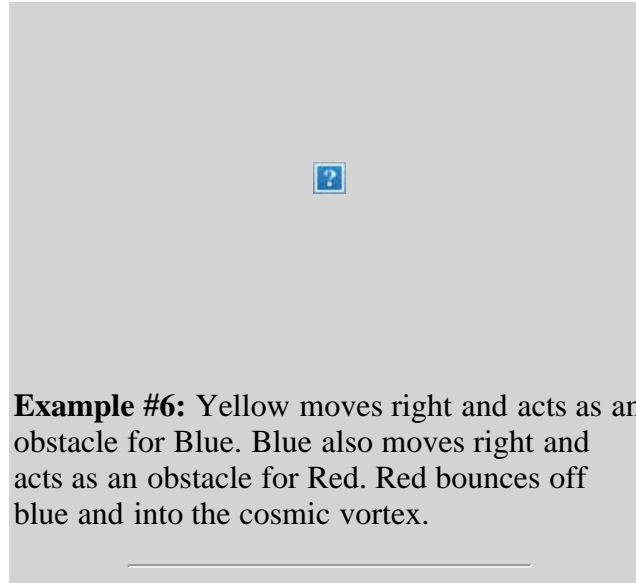 ?
Example #6: Yellow moves right and acts as an
obstacle for Blue. Blue also moves right and
acts as an obstacle for Red. Red bounces off
blue and into the cosmic vortex.